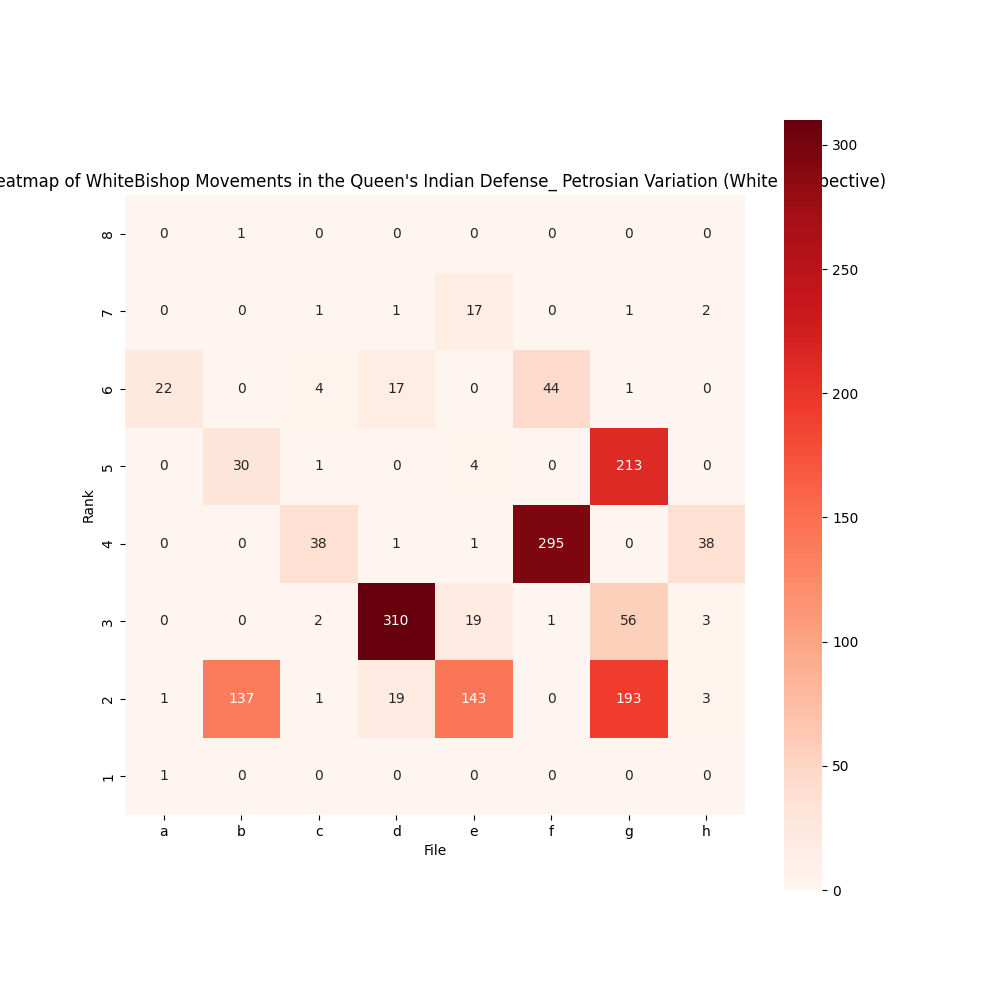 eatmap of WhiteBishop Movements in the Queen's Indian Defense_ Petrosian Variation (White pective)
8 0 1 0 0 0 0 0 0
7 0 0 1 1 17 0 1 2
6 22 0 4 17 0 44 1 0
5 0 30 1 0 4 0 213 0
4 0 0 38 1 1 295 0 38
3 0 0 2 310 19 1 56 3
2 1 137 1 19 143 0 193 3
1 1 0 0 0 0 0 0 0
a b c d e f g h
Rank
File
300
250
200
150
100
50
0